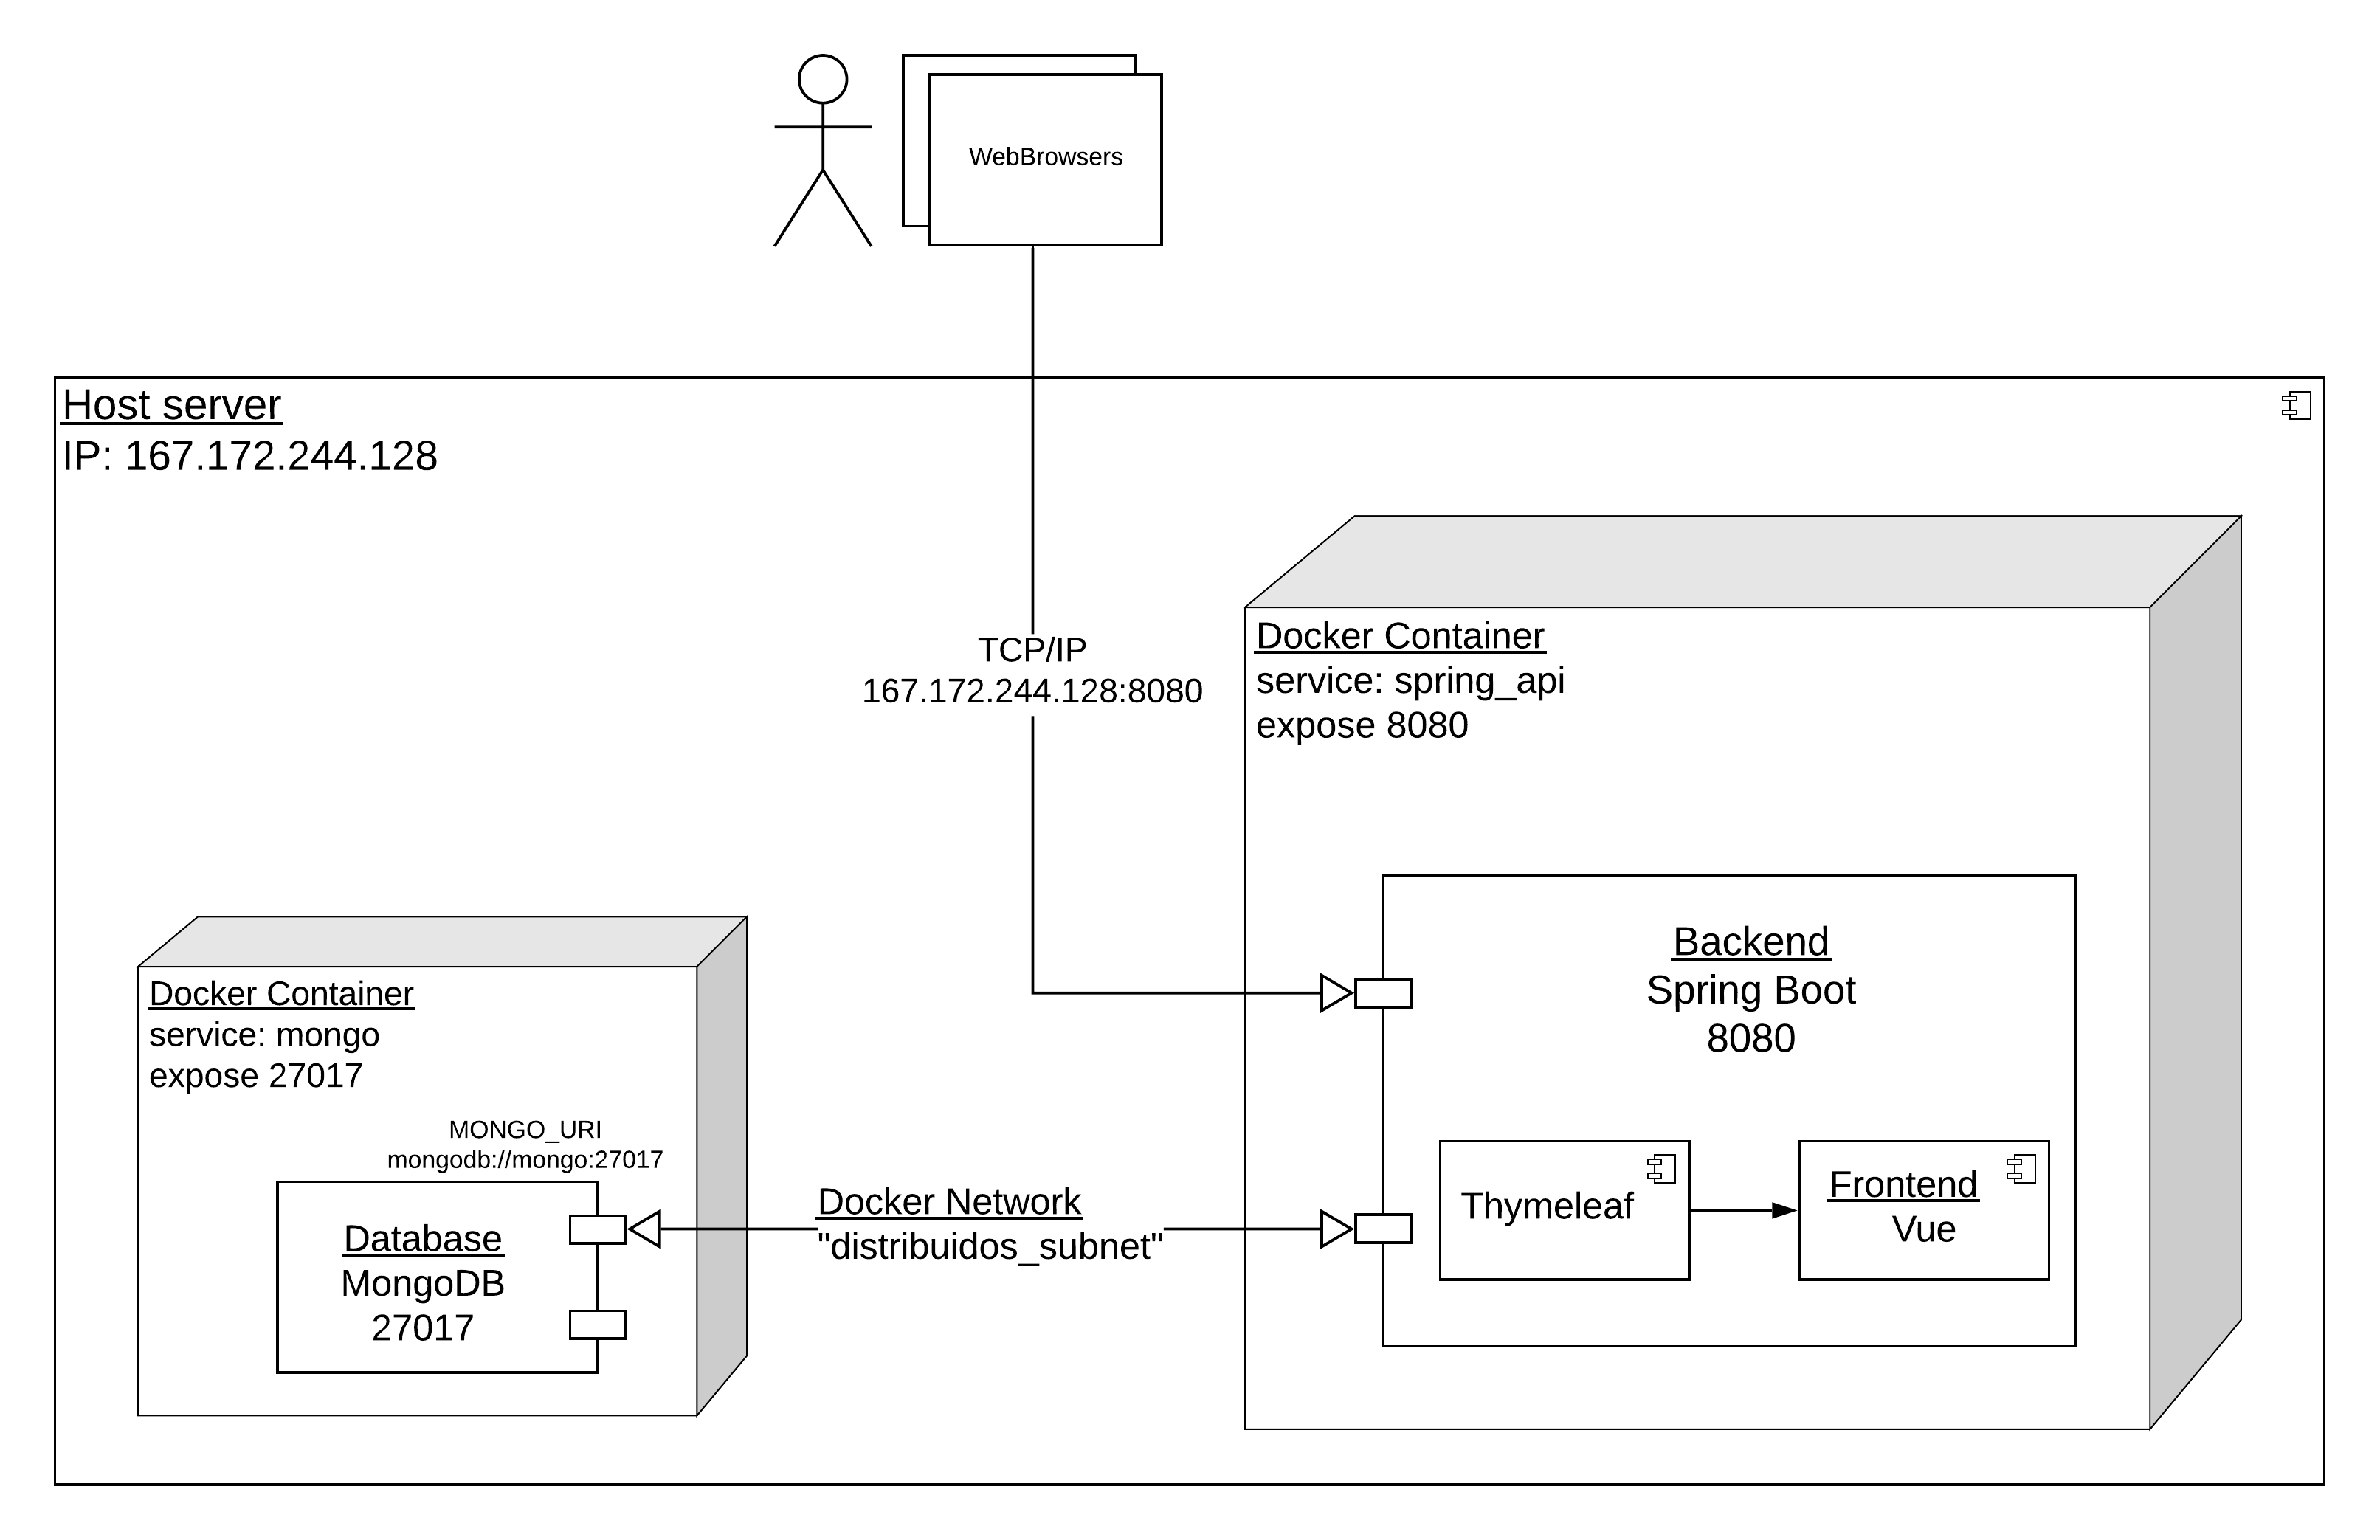 WebBrowsers
Host server
IP: 167.172.244.128
TCP/IP
167.172.244.128:8080
Docker Container
service: spring_api
expose 8080
Backend
Spring Boot
8080
Thymeleaf
Frontend
Vue
Docker Container
service: mongo
expose 27017
MONGO_URI
mongodb://mongo:27017
Database
MongoDB
27017
Docker Network
"distribuidos_subnet"